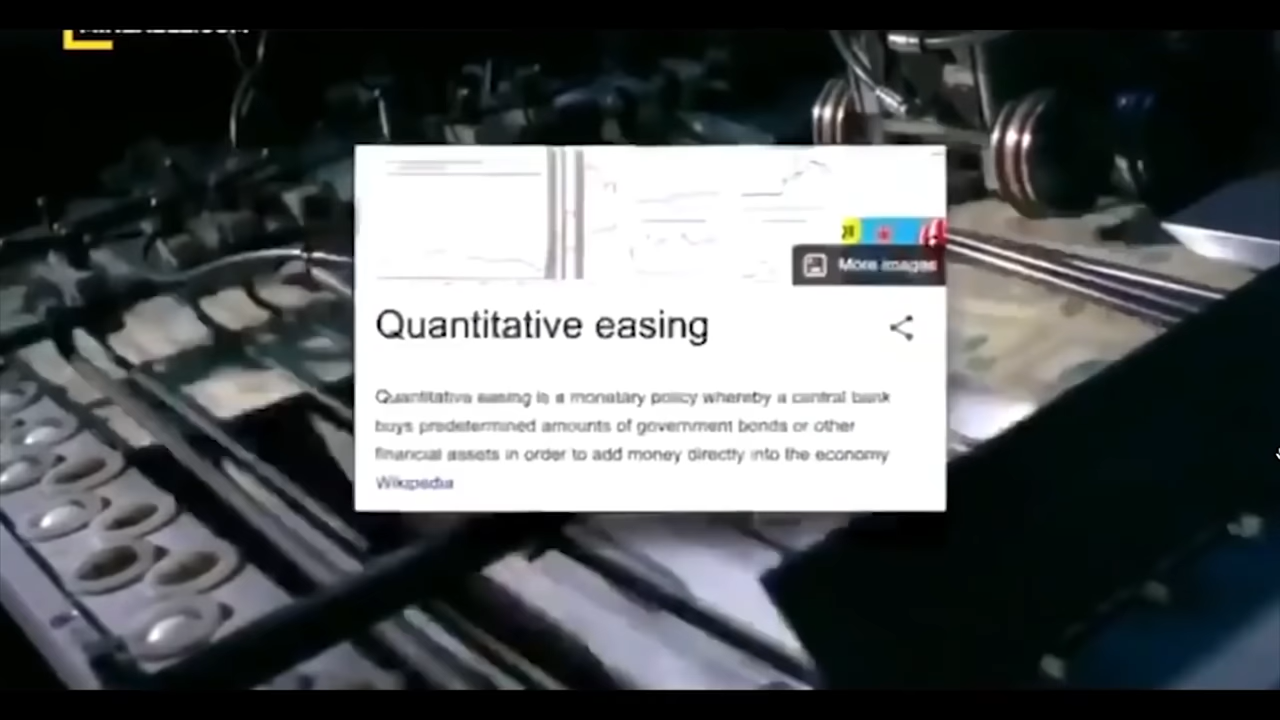 More images
Quantitative easing
Quantitative easing is a monetary policy whereby a central bank
buys predetermined amounts of government bonds or other
financial assets in order to add money directly into the economy
Wikipedia